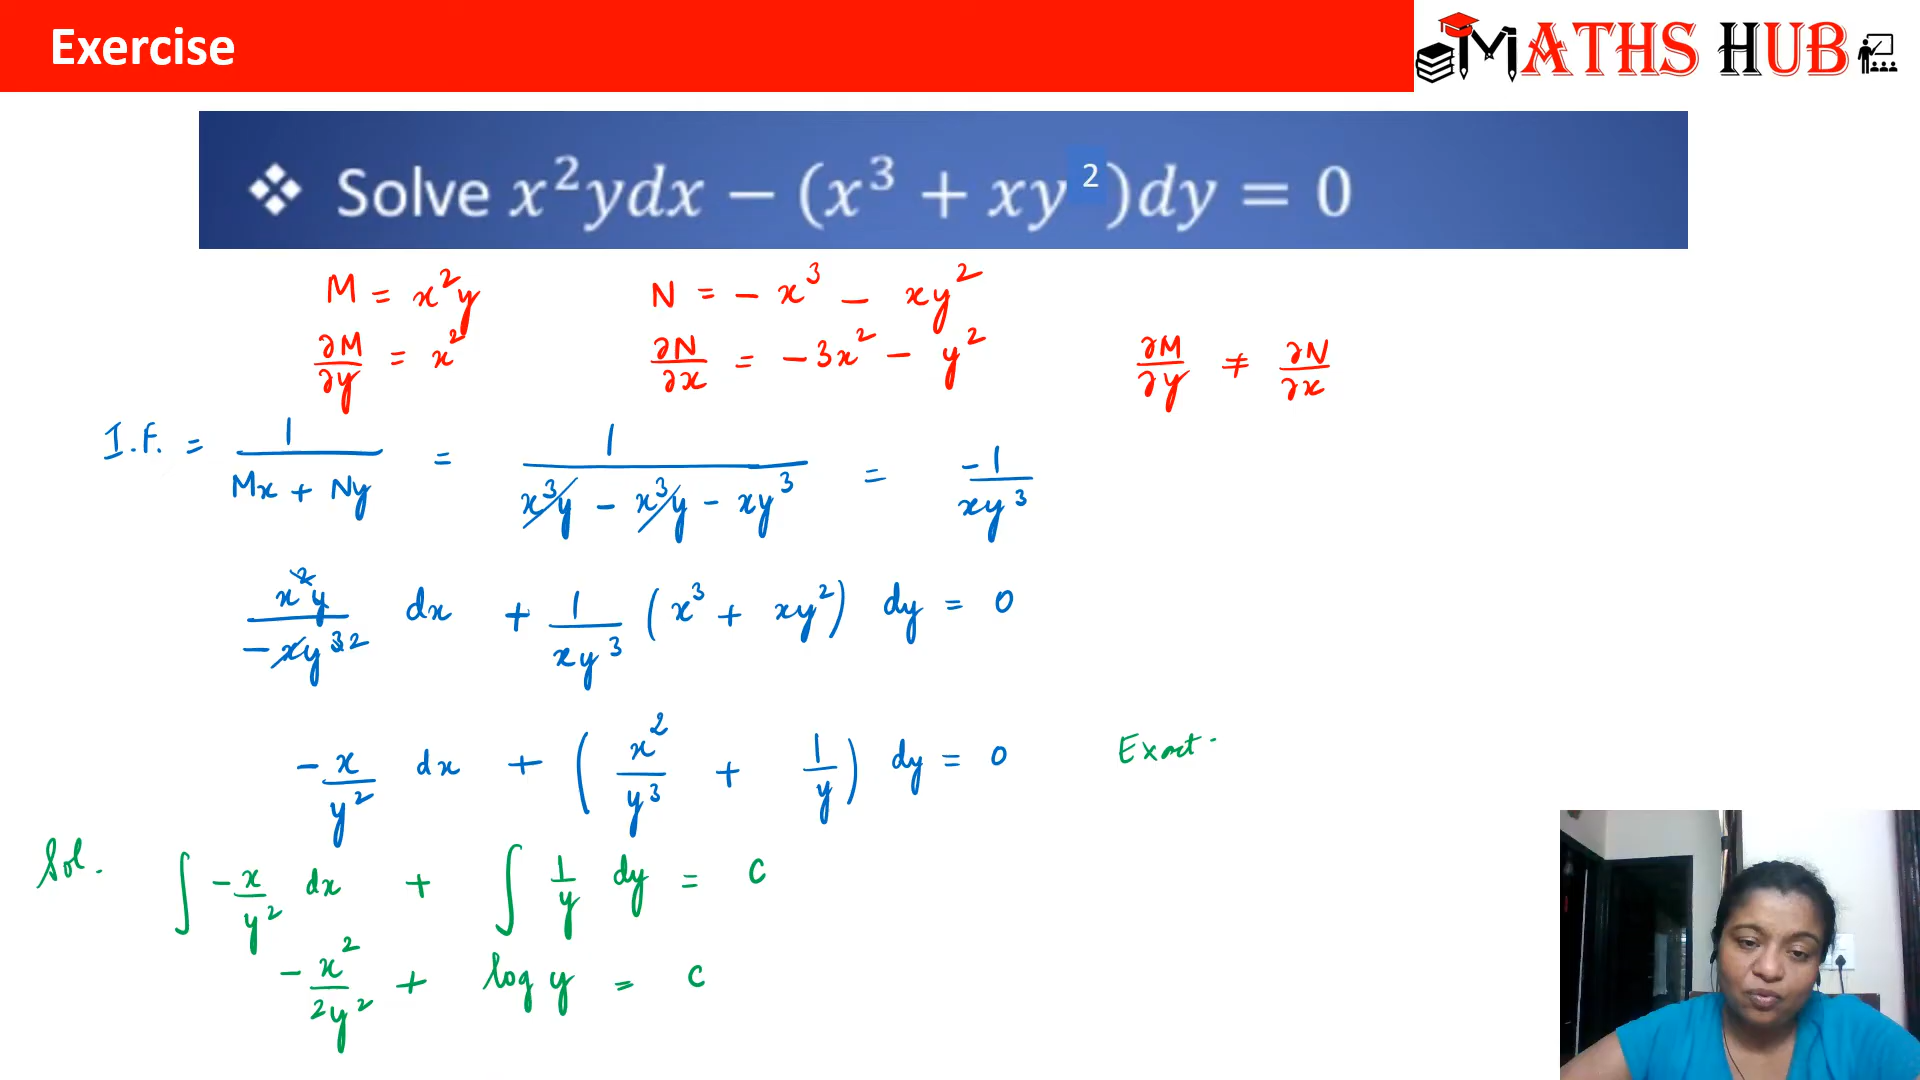 Exercise
MATHS HUB
❖ Solve x²ydx − (x³ + xy²)dy = 0
M = x²y    N = − x³ − xy²
∂M/∂y = x²    ∂N/∂x = −3x² − y²    ∂M/∂y ≠ ∂N/∂x
I.F. = 1/(Mx + Ny) = 1/(x³y − x³y − xy³) = −1/(xy³)
x²y/(−xy³) 2 dx + 1/(xy³) (x³ + xy²) dy = 0
−x/y² dx + (x²/y³ + 1/y) dy = 0    Exact.
Sol. ∫ −x/y² dx + ∫ 1/y dy = c
−x²/(2y²) + log y = c